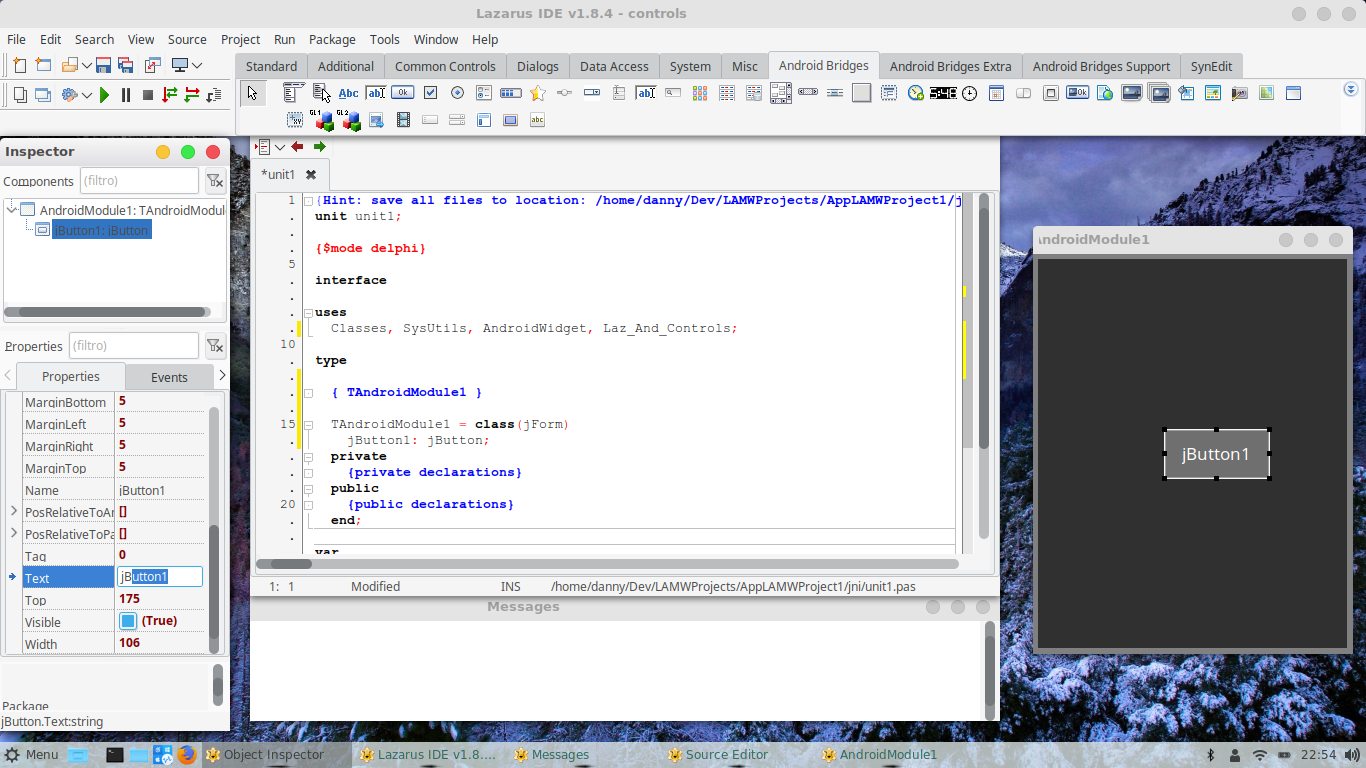 Lazarus IDE v1.8.4 - controls
File Edit Search View Source Project Run Package Tools Window Help
Standard Additional Common Controls Dialogs Data Access System Misc Android Bridges Android Bridges Extra Android Bridges Support SynEdit
Abc abI Ok
GL1 GL2 abc
Inspector
Components (filtro)
AndroidModule1: TAndroidModul
jButton1: jButton
Properties (filtro)
Properties Events
MarginBottom 5
MarginLeft 5
MarginRight 5
MarginTop 5
Name jButton1
PosRelativeToAn []
PosRelativeToPa []
Tag 0
Text jButton1
Top 175
Visible (True)
Width 106
Package
jButton.Text:string
*unit1
1 {Hint: save all files to location: /home/danny/Dev/LAMWProjects/AppLAMWProject1/j
. unit unit1;
.
. {$mode delphi}
5
. interface
.
. uses
. Classes, SysUtils, AndroidWidget, Laz_And_Controls;
10
. type
.
. { TAndroidModule1 }
.
15 TAndroidModule1 = class(jForm)
. jButton1: jButton;
. private
. {private declarations}
. public
20 {public declarations}
. end;
.
var
1: 1 Modified INS /home/danny/Dev/LAMWProjects/AppLAMWProject1/jni/unit1.pas
Messages
AndroidModule1
jButton1
Menu Object Inspector Lazarus IDE v1.8.... Messages Source Editor AndroidModule1 22:54